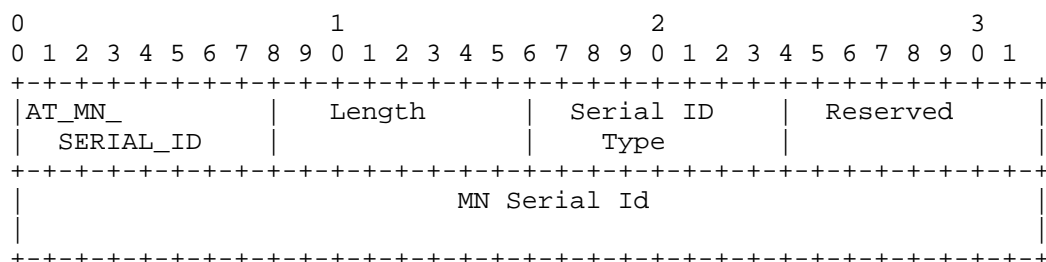 0                   1                   2                   3
0 1 2 3 4 5 6 7 8 9 0 1 2 3 4 5 6 7 8 9 0 1 2 3 4 5 6 7 8 9 0 1
+-+-+-+-+-+-+-+-+-+-+-+-+-+-+-+-+-+-+-+-+-+-+-+-+-+-+-+-+-+-+-+-+
|AT_MN_         |   Length      |  Serial ID    |  Reserved     |
|  SERIAL_ID    |               |    Type       |               |
+-+-+-+-+-+-+-+-+-+-+-+-+-+-+-+-+-+-+-+-+-+-+-+-+-+-+-+-+-+-+-+-+
|                           MN Serial Id                        |
|                                                               |
+-+-+-+-+-+-+-+-+-+-+-+-+-+-+-+-+-+-+-+-+-+-+-+-+-+-+-+-+-+-+-+-+